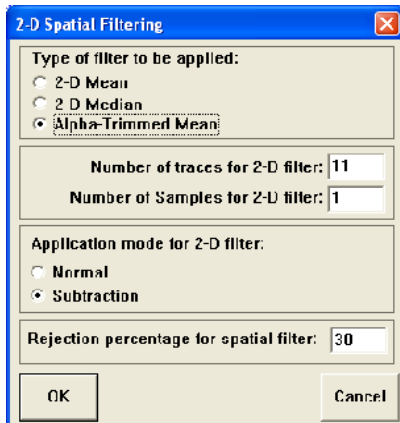 2-D Spatial Filtering
Type of filter to be applied:
2-D Mean
2 D Median
Alpha-Trimmed Mean
Number of traces for 2-D filter: 11
Number of Samples for 2-D filter: 1
Application mode for 2-D filter:
Normal
Subtraction
Rejection percentage for spatial filter: 30
OK Cancel